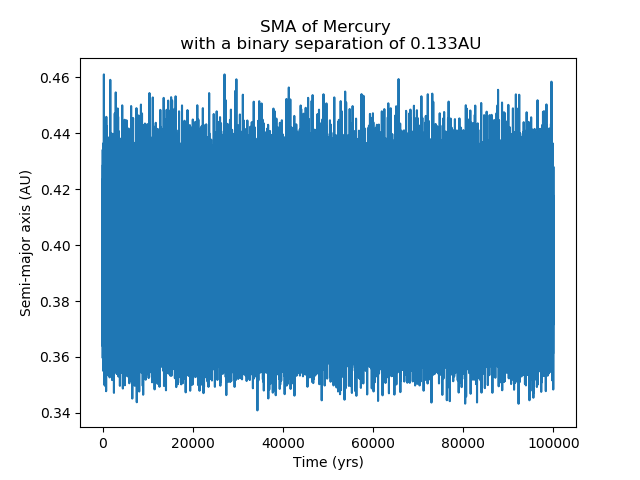 SMA of Mercury
with a binary separation of 0.133AU
0.46
0.44
0.42
0.40
0.38
0.36
0.34
Semi-major axis (AU)
0 20000 40000 60000 80000 100000
Time (yrs)